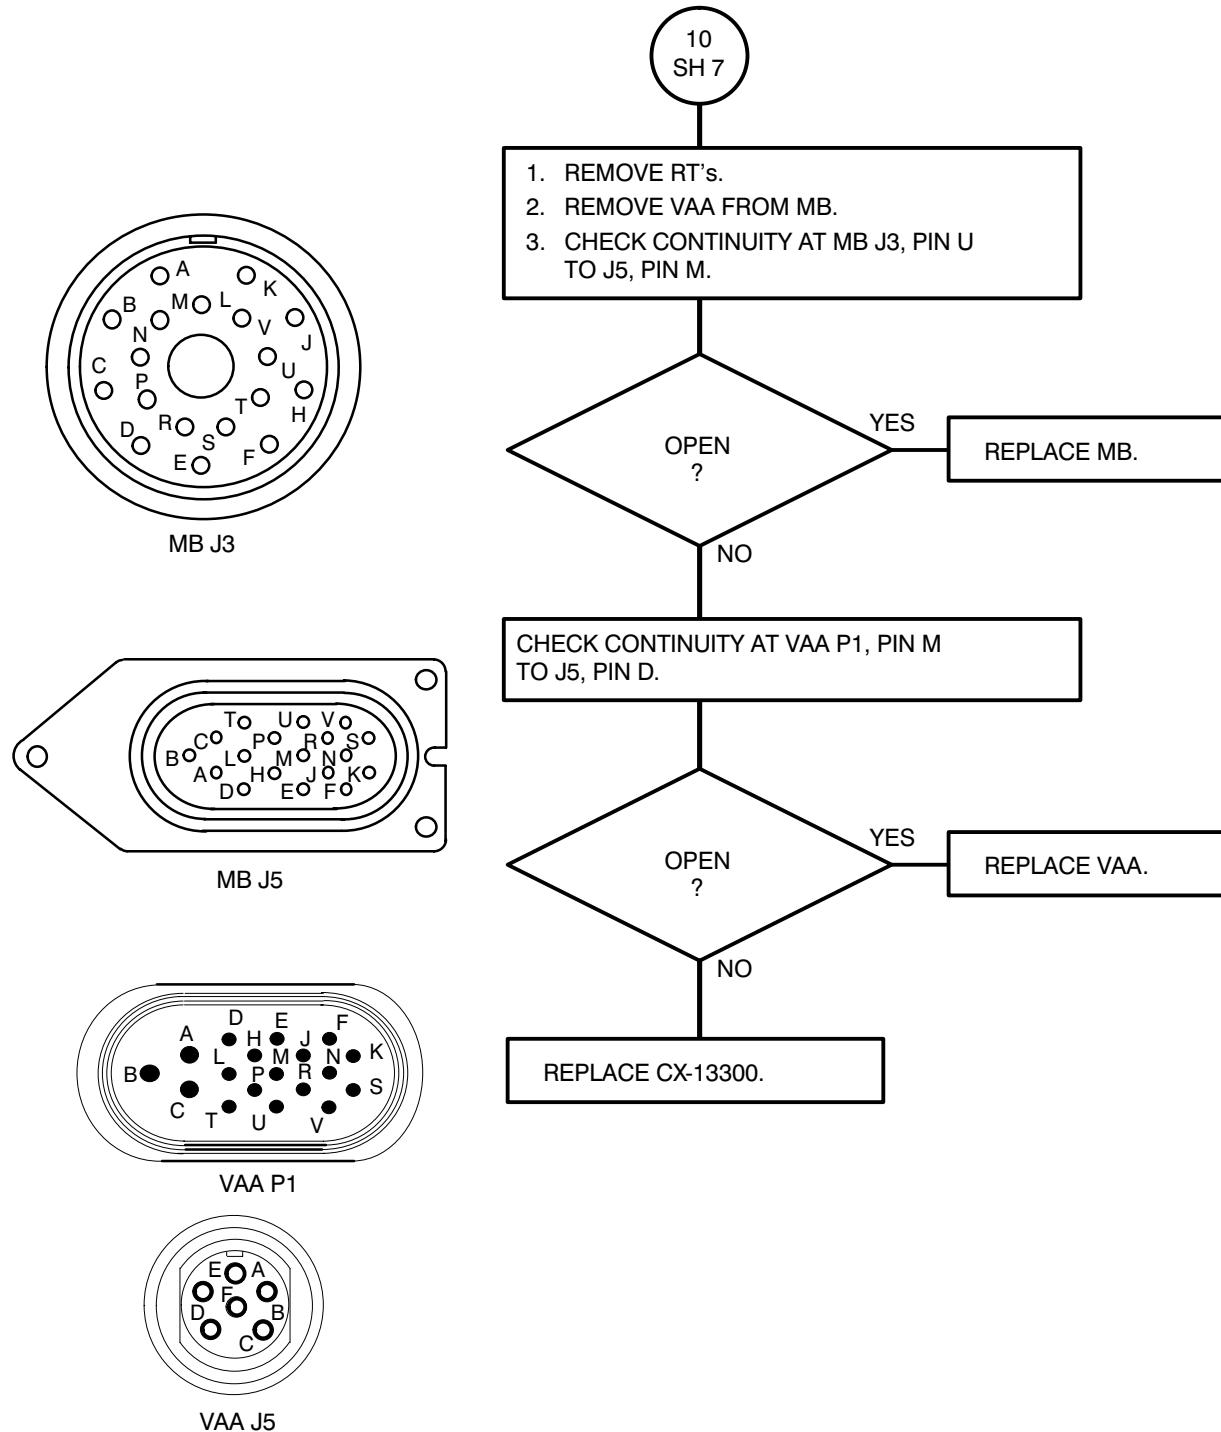 10
SH 7
1. REMOVE RT's.
2. REMOVE VAA FROM MB.
3. CHECK CONTINUITY AT MB J3, PIN U
TO J5, PIN M.
OPEN
?
YES
REPLACE MB.
NO
CHECK CONTINUITY AT VAA P1, PIN M
TO J5, PIN D.
OPEN
?
YES
REPLACE VAA.
NO
REPLACE CX-13300.
A K
B M L V J
N
C P U
T H
D R S F
E
MB J3
T U V
C P R S
B L M N
A H J K
D E F
MB J5
D E F
A H J
L M N K
B P R S
C T U V
VAA P1
E A
F
D B
C
VAA J5